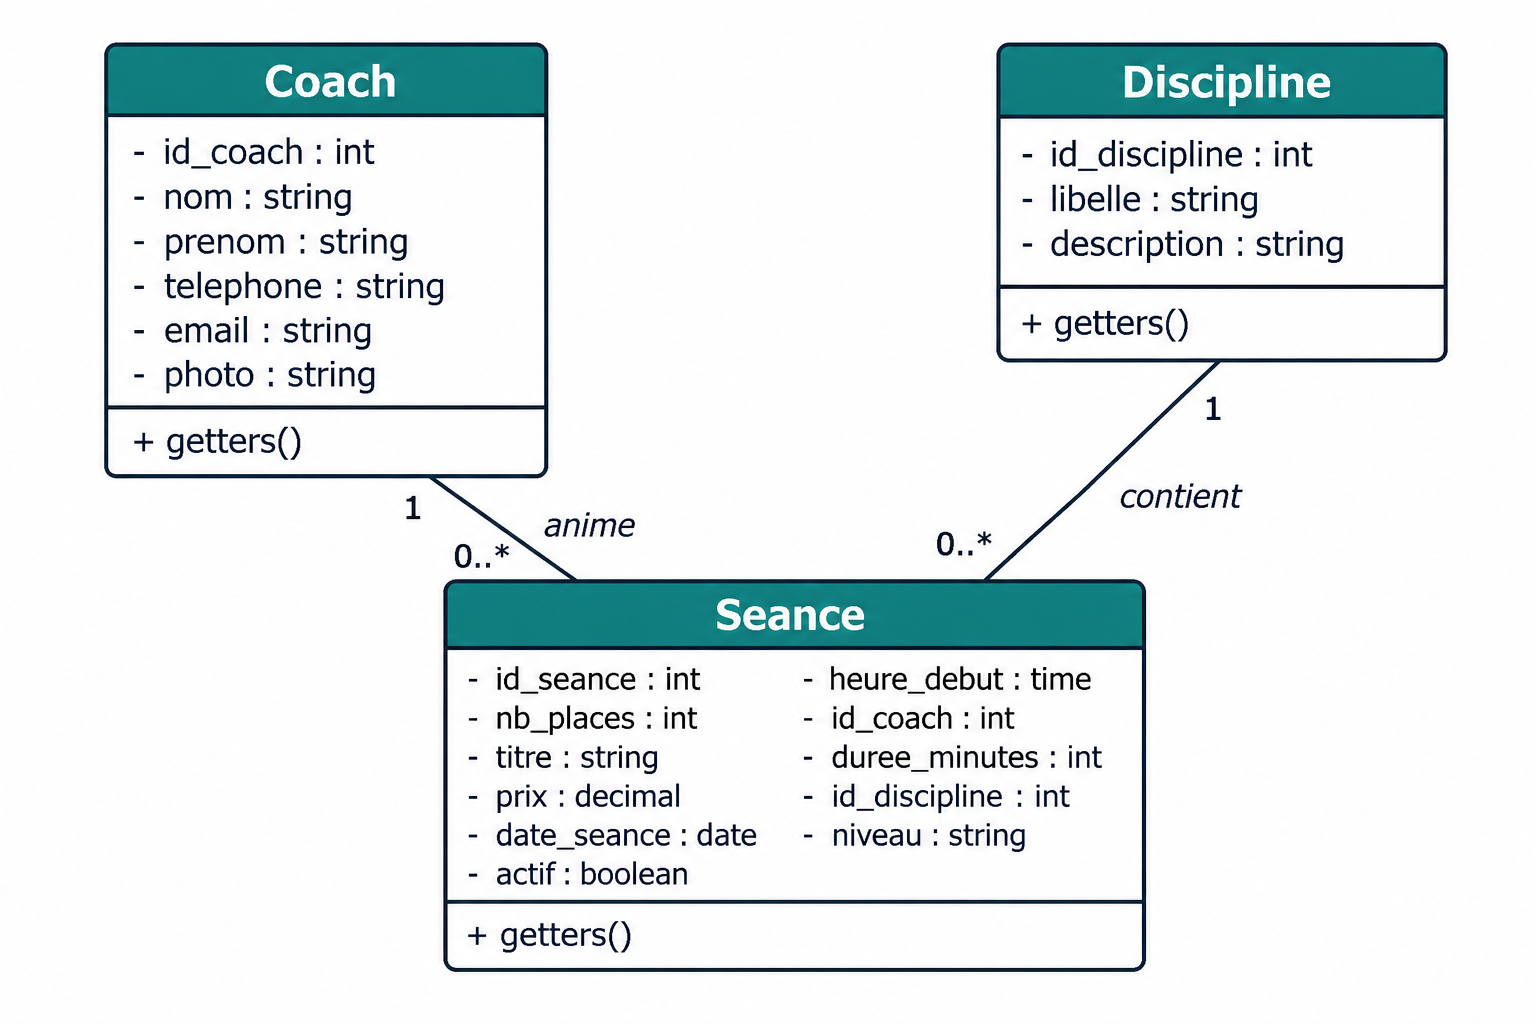 Coach
- id_coach : int
- nom : string
- prenom : string
- telephone : string
- email : string
- photo : string
+ getters()
Discipline
- id_discipline : int
- libelle : string
- description : string
+ getters()
1
anime
0..*
1
contient
0..*
Seance
- id_seance : int
- nb_places : int
- titre : string
- prix : decimal
- date_seance : date
- actif : boolean
- heure_debut : time
- id_coach : int
- duree_minutes : int
- id_discipline : int
- niveau : string
+ getters()